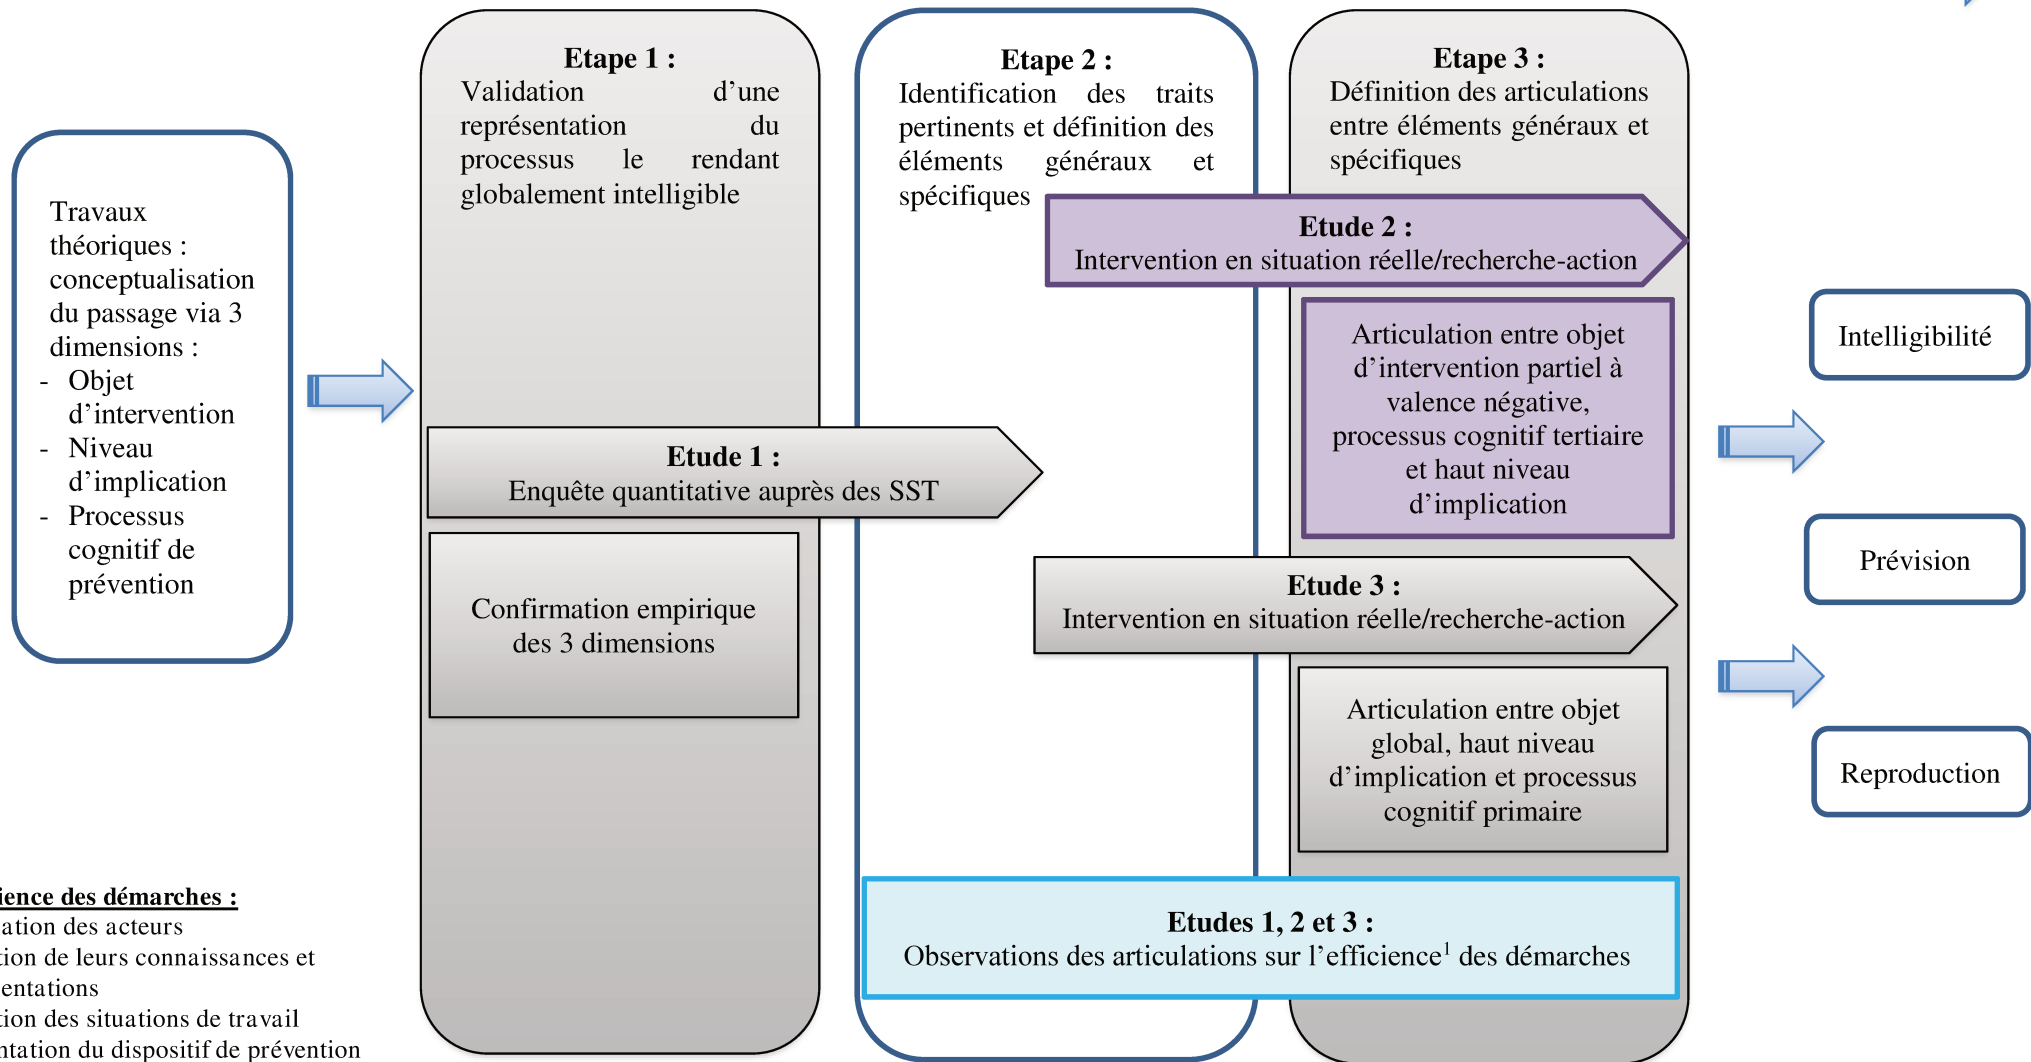 Travaux
théoriques :
conceptualisation
du passage via 3
dimensions :
- Objet
d’intervention
- Niveau
d’implication
- Processus
cognitif de
prévention
Etape 1 :
Validation d’une
représentation du
processus le rendant
globalement intelligible
Etude 1 :
Enquête quantitative auprès des SST
Confirmation empirique
des 3 dimensions
Etape 2 :
Identification des traits
pertinents et définition des
éléments généraux et
spécifiques
Etape 3 :
Définition des articulations
entre éléments généraux et
spécifiques
Etude 2 :
Intervention en situation réelle/recherche-action
Articulation entre objet
d’intervention partiel à
valence négative,
processus cognitif tertiaire
et haut niveau
d’implication
Etude 3 :
Intervention en situation réelle/recherche-action
Articulation entre objet
global, haut niveau
d’implication et processus
cognitif primaire
Etudes 1, 2 et 3 :
Observations des articulations sur l’efficience¹ des démarches
Intelligibilité
Prévision
Reproduction
ience des démarches :
ation des acteurs
tion de leurs connaissances et
entations
tion des situations de travail
ntation du dispositif de prévention